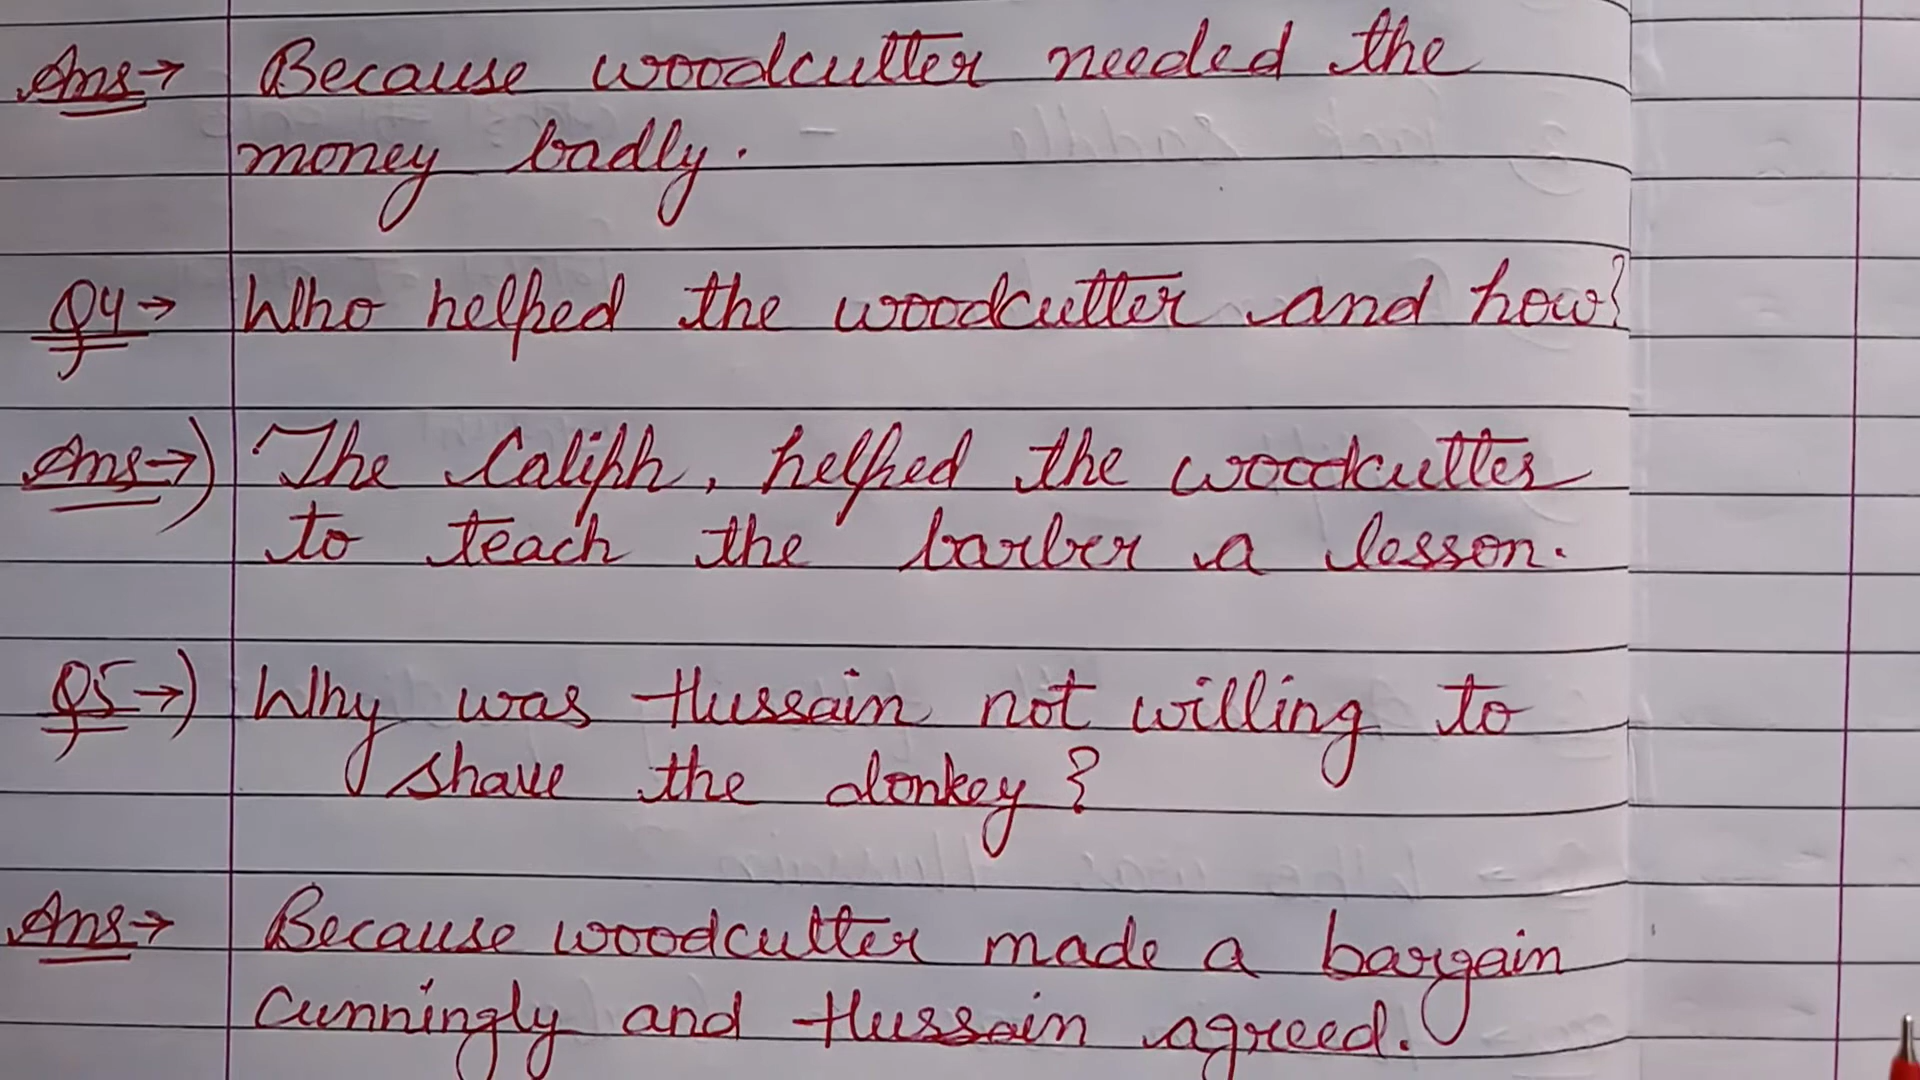 Ans→ Because woodcutter needed the
money badly.
Q4→ Who helped the woodcutter and how?
Ans→) The Caliph, helped the woodcutter
to teach the barber a lesson.
Q5→) Why was Hussain not willing to
shave the donkey?
Ans→ Because woodcutter made a bargain
Cunningly and Hussain agreed.